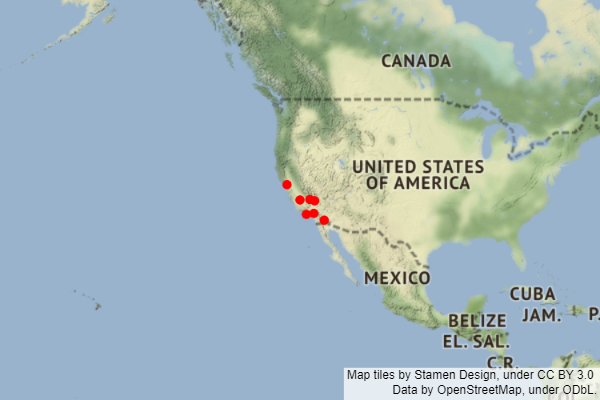 CANADA
UNITED STATES
OF AMERICA
MEXICO
CUBA
JAM.
P.
BELIZE
EL. SAL.
C.R.
Map tiles by Stamen Design, under CC BY 3.0
Data by OpenStreetMap, under ODbL.